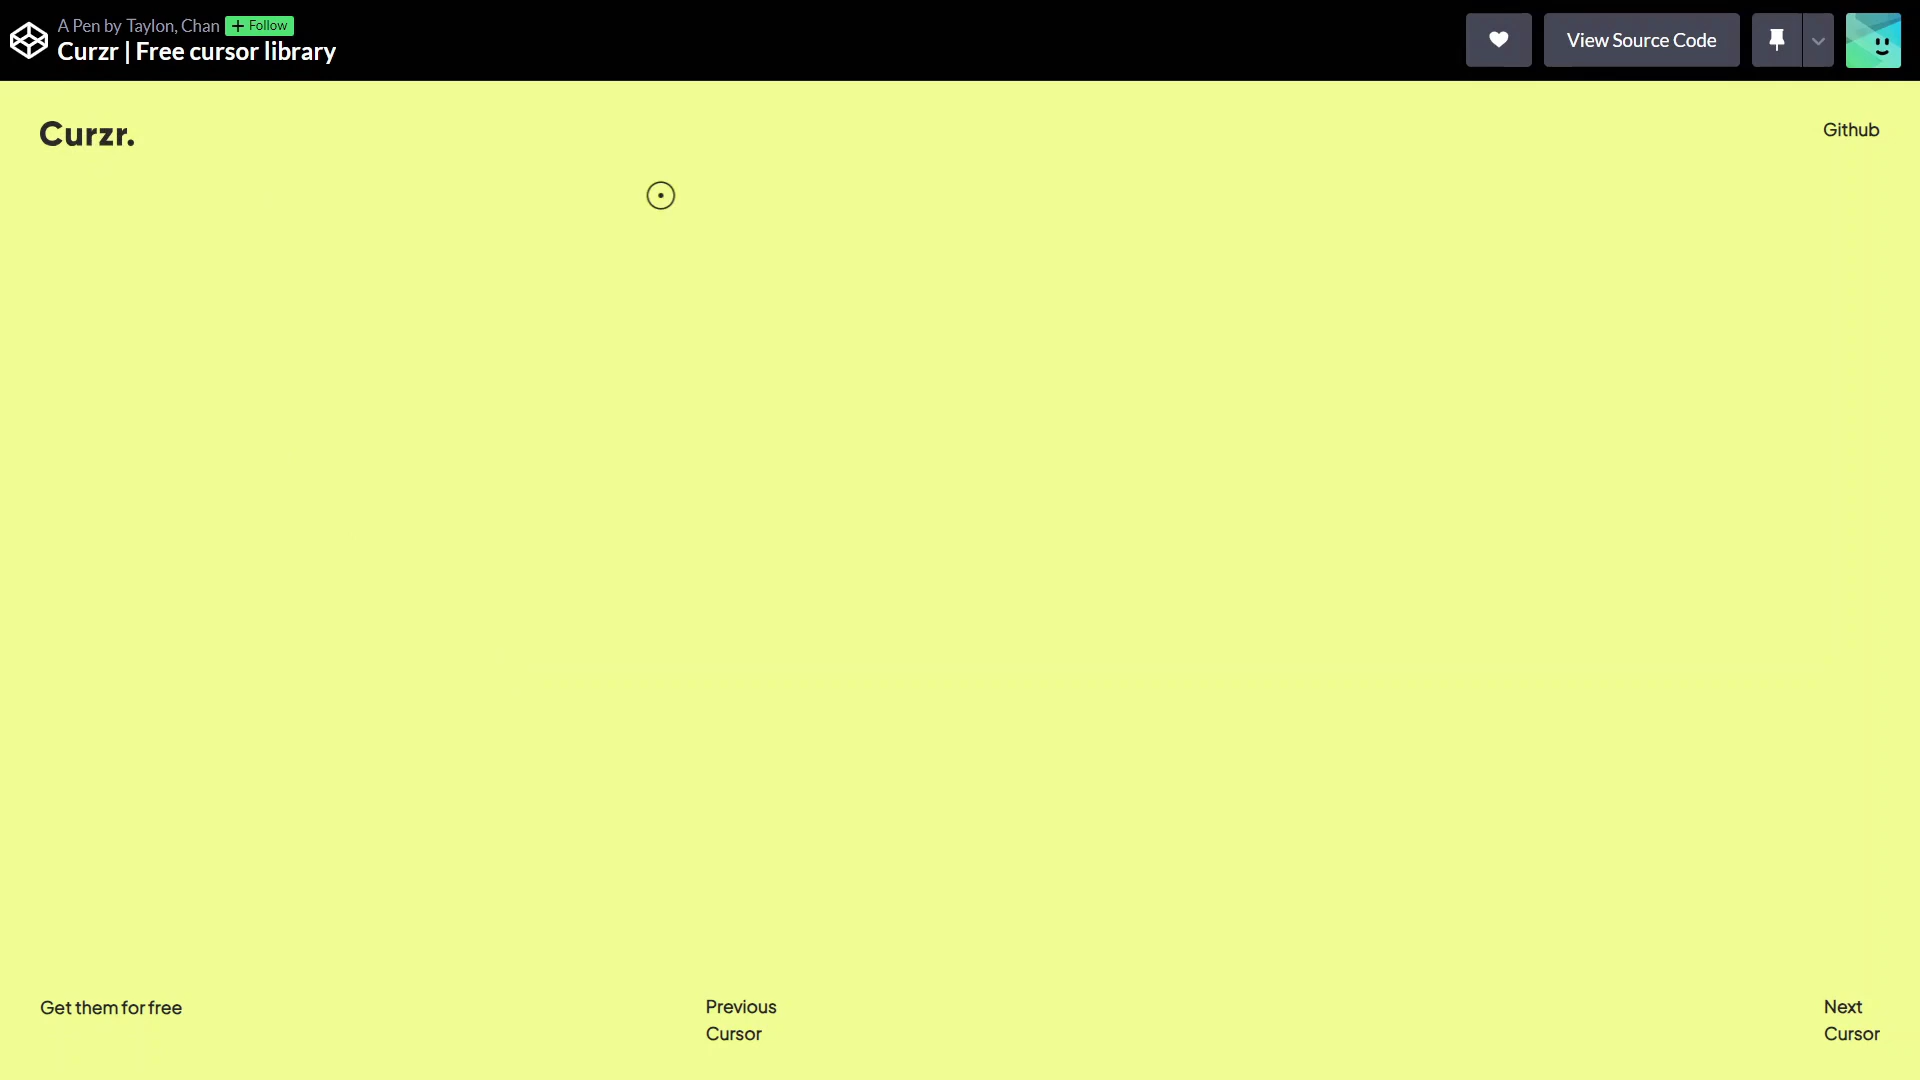 A Pen by Taylon, Chan
+ Follow
Curzr | Free cursor library
View Source Code
Curzr.
Github
Get them for free
Previous
Cursor
Next
Cursor